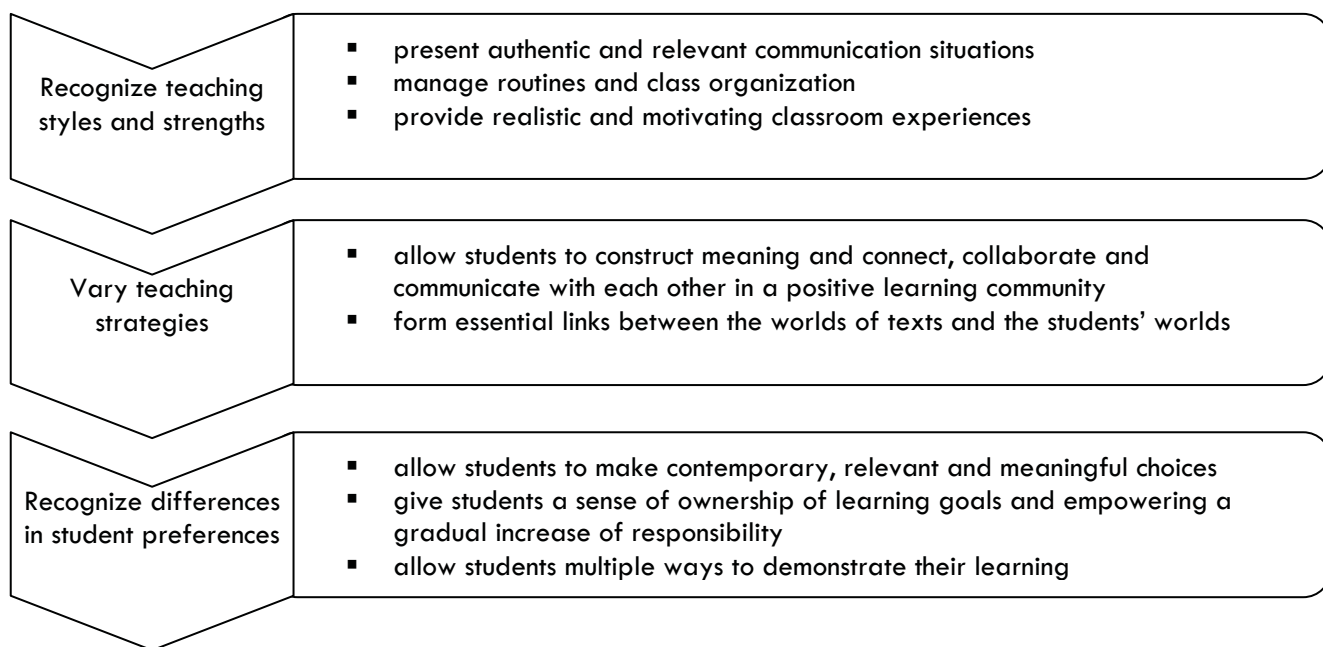 Recognize teaching
styles and strengths
▪ present authentic and relevant communication situations
▪ manage routines and class organization
▪ provide realistic and motivating classroom experiences
Vary teaching
strategies
▪ allow students to construct meaning and connect, collaborate and
communicate with each other in a positive learning community
▪ form essential links between the worlds of texts and the students’ worlds
Recognize differences
in student preferences
▪ allow students to make contemporary, relevant and meaningful choices
▪ give students a sense of ownership of learning goals and empowering a
gradual increase of responsibility
▪ allow students multiple ways to demonstrate their learning